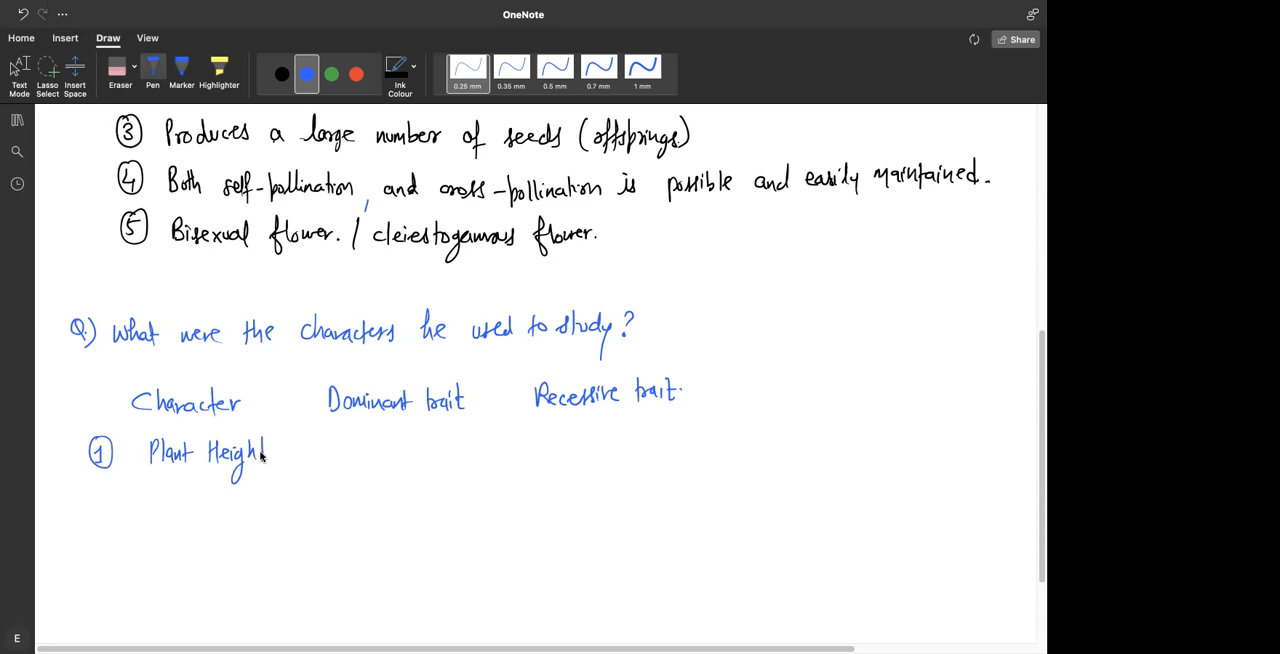 OneNote
Home Insert Draw View
Share
Text Mode Lasso Select Insert Space Eraser Pen Marker Highlighter Ink Colour 0.25 mm 0.35 mm 0.5 mm 0.7 mm 1 mm
③ Produces a large number of seeds (offsprings.)
④ Both self-pollination and cross-pollination is possible and easily maintained.
⑤ Bisexual flower. / cleiestogamous flower.
Q.) What were the characters he used to study?
Character Dominant trait Recessive trait.
① Plant Heigh
E